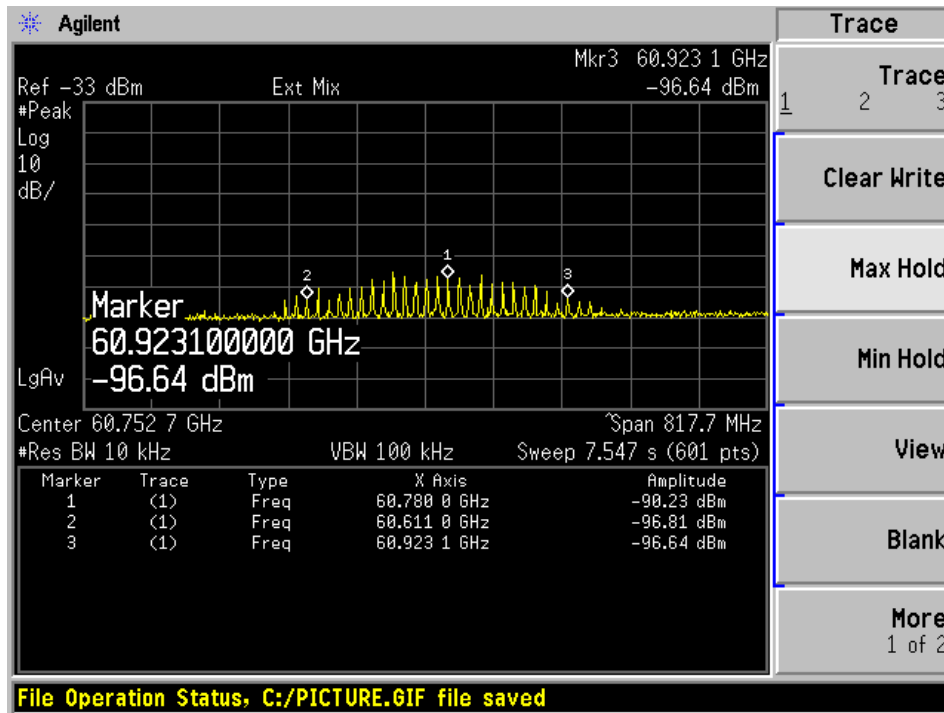 Agilent
Trace
Mkr3 60.923 1 GHz
Ref -33 dBm Ext Mix -96.64 dBm
#Peak
Log
10
dB/
1
2
3
Marker
60.923100000 GHz
-96.64 dBm
LgAv
Center 60.752 7 GHz ~Span 817.7 MHz
#Res BW 10 kHz VBW 100 kHz Sweep 7.547 s (601 pts)
Marker Trace Type X Axis Amplitude
1 (1) Freq 60.780 0 GHz -90.23 dBm
2 (1) Freq 60.611 0 GHz -96.81 dBm
3 (1) Freq 60.923 1 GHz -96.64 dBm
Trace
1 2 3
Clear Write
Max Hold
Min Hold
View
Blank
More
1 of 2
File Operation Status, C:/PICTURE.GIF file saved